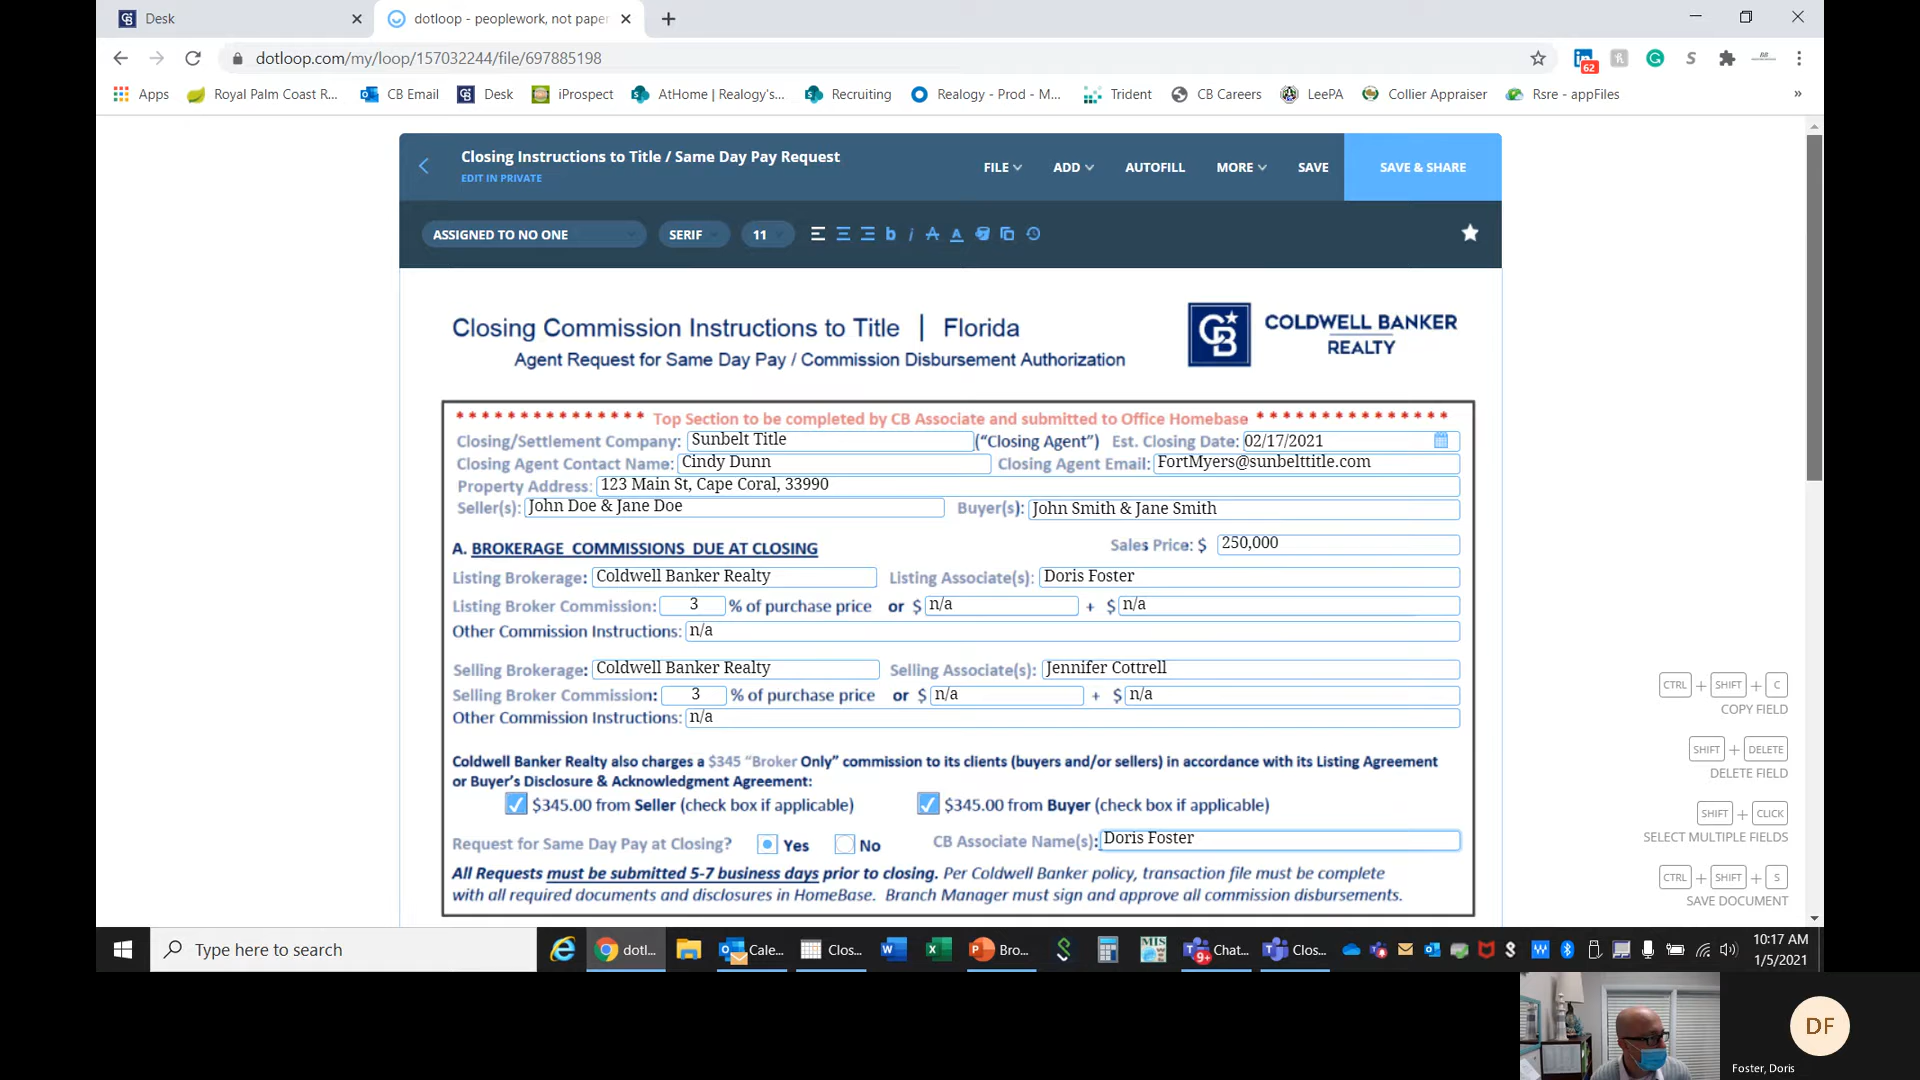 Desk
dotloop - peoplework, not paper
dotloop.com/my/loop/157032244/file/697885198
62
Apps
Royal Palm Coast R...
CB Email
Desk
iProspect
AtHome | Realogy's...
Recruiting
Realogy - Prod - M...
Trident
CB Careers
LeePA
Collier Appraiser
Rsre - appFiles
»
Closing Instructions to Title / Same Day Pay Request
EDIT IN PRIVATE
FILE
ADD
AUTOFILL
MORE
SAVE
SAVE & SHARE
ASSIGNED TO NO ONE
SERIF
11
b
i
Closing Commission Instructions to Title | Florida
Agent Request for Same Day Pay / Commission Disbursement Authorization
COLDWELL BANKER
REALTY
* * * * * * * * * * * * * * * Top Section to be completed by CB Associate and submitted to Office Homebase * * * * * * * * * * * * * * *
Closing/Settlement Company: Sunbelt Title ("Closing Agent") Est. Closing Date: 02/17/2021
Closing Agent Contact Name: Cindy Dunn Closing Agent Email: FortMyers@sunbelttitle.com
Property Address: 123 Main St, Cape Coral, 33990
Seller(s): John Doe & Jane Doe Buyer(s): John Smith & Jane Smith
A. BROKERAGE COMMISSIONS DUE AT CLOSING Sales Price: $ 250,000
Listing Brokerage: Coldwell Banker Realty Listing Associate(s): Doris Foster
Listing Broker Commission: 3 % of purchase price or $ n/a + $ n/a
Other Commission Instructions: n/a
Selling Brokerage: Coldwell Banker Realty Selling Associate(s): Jennifer Cottrell
Selling Broker Commission: 3 % of purchase price or $ n/a + $ n/a
Other Commission Instructions: n/a
Coldwell Banker Realty also charges a $345 "Broker Only" commission to its clients (buyers and/or sellers) in accordance with its Listing Agreement
or Buyer's Disclosure & Acknowledgment Agreement:
$345.00 from Seller (check box if applicable) $345.00 from Buyer (check box if applicable)
Request for Same Day Pay at Closing? Yes No CB Associate Name(s): Doris Foster
All Requests must be submitted 5-7 business days prior to closing. Per Coldwell Banker policy, transaction file must be complete
with all required documents and disclosures in HomeBase. Branch Manager must sign and approve all commission disbursements.
CTRL + SHIFT + C
COPY FIELD
SHIFT + DELETE
DELETE FIELD
SHIFT + CLICK
SELECT MULTIPLE FIELDS
CTRL + SHIFT + S
SAVE DOCUMENT
Type here to search
dotl...
Cale...
Clos...
Bro...
MIS
9+
Chat...
Clos...
10:17 AM
1/5/2021
DF
Foster, Doris